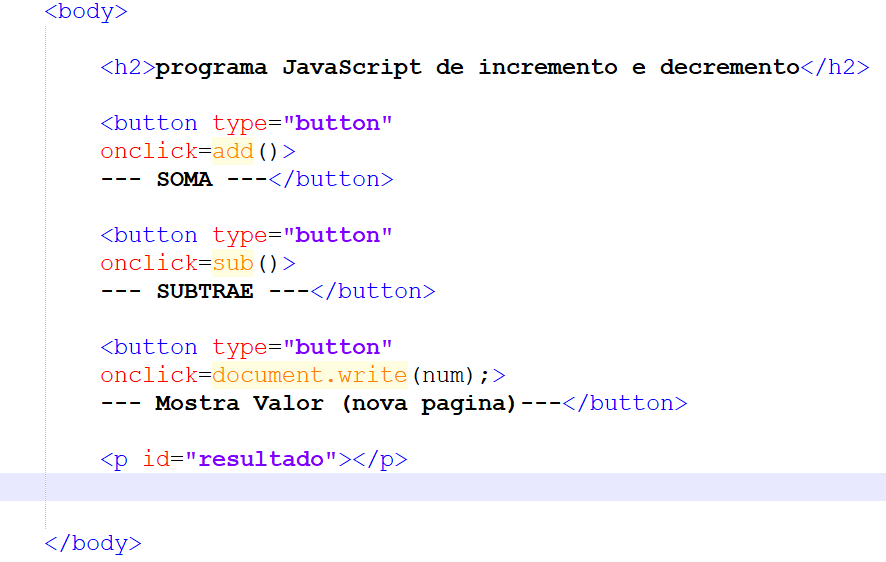 <body>
<h2>programa JavaScript de incremento e decremento</h2>
<button type="button"
onclick=add()>
--- SOMA ---</button>
<button type="button"
onclick=sub()>
--- SUBTRAE ---</button>
<button type="button"
onclick=document.write(num);>
--- Mostra Valor (nova pagina)---</button>
<p id="resultado"></p>
</body>